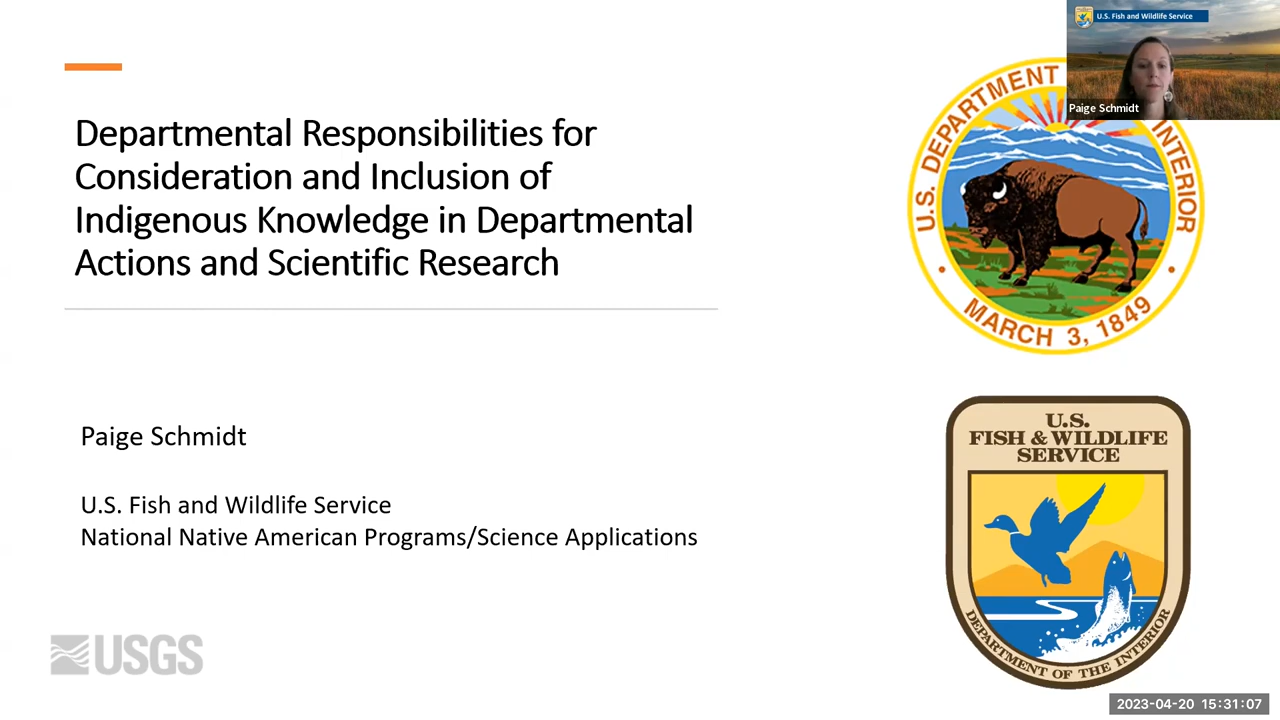 U.S. Fish and Wildlife Service
Paige Schmidt
Departmental Responsibilities for
Consideration and Inclusion of
Indigenous Knowledge in Departmental
Actions and Scientific Research
Paige Schmidt
U.S. Fish and Wildlife Service
National Native American Programs/Science Applications
USGS
U.S. DEPARTMENT
INTERIOR
MARCH 3, 1849
U.S.
FISH & WILDLIFE
SERVICE
DEPARTMENT OF THE INTERIOR
2023-04-20 15:31:07